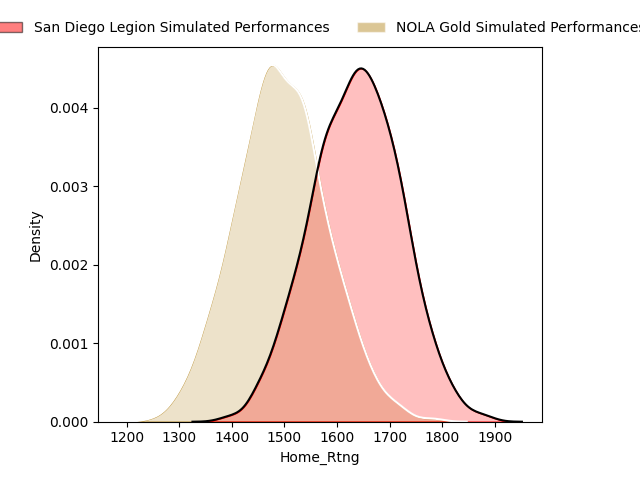 San Diego Legion Simulated Performances NOLA Gold Simulated Performances
0.004
0.003
0.002
0.001
0.000
Density
1200 1300 1400 1500 1600 1700 1800 1900
Home_Rtng